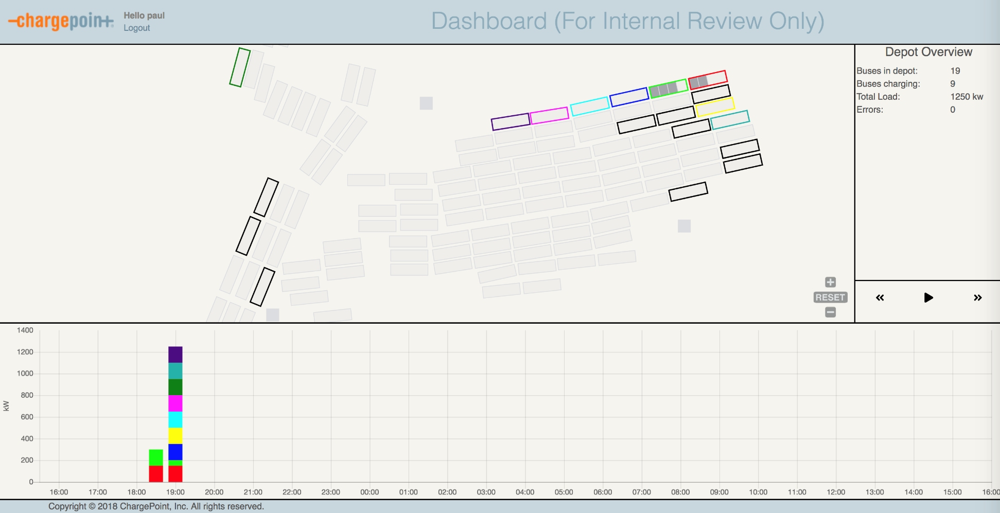 -chargepoin+®
Hello paul
Logout
Dashboard (For Internal Review Only)
Depot Overview
Buses in depot: 19
Buses charging: 9
Total Load: 1250 kw
Errors: 0
RESET
1400
1200
1000
800
600
400
200
0
kW
16:00 17:00 18:00 19:00 20:00 21:00 22:00 23:00 00:00 01:00 02:00 03:00 04:00 05:00 06:00 07:00 08:00 09:00 10:00 11:00 12:00 13:00 14:00 15:00 16:00
Copyright © 2018 ChargePoint, Inc. All rights reserved.